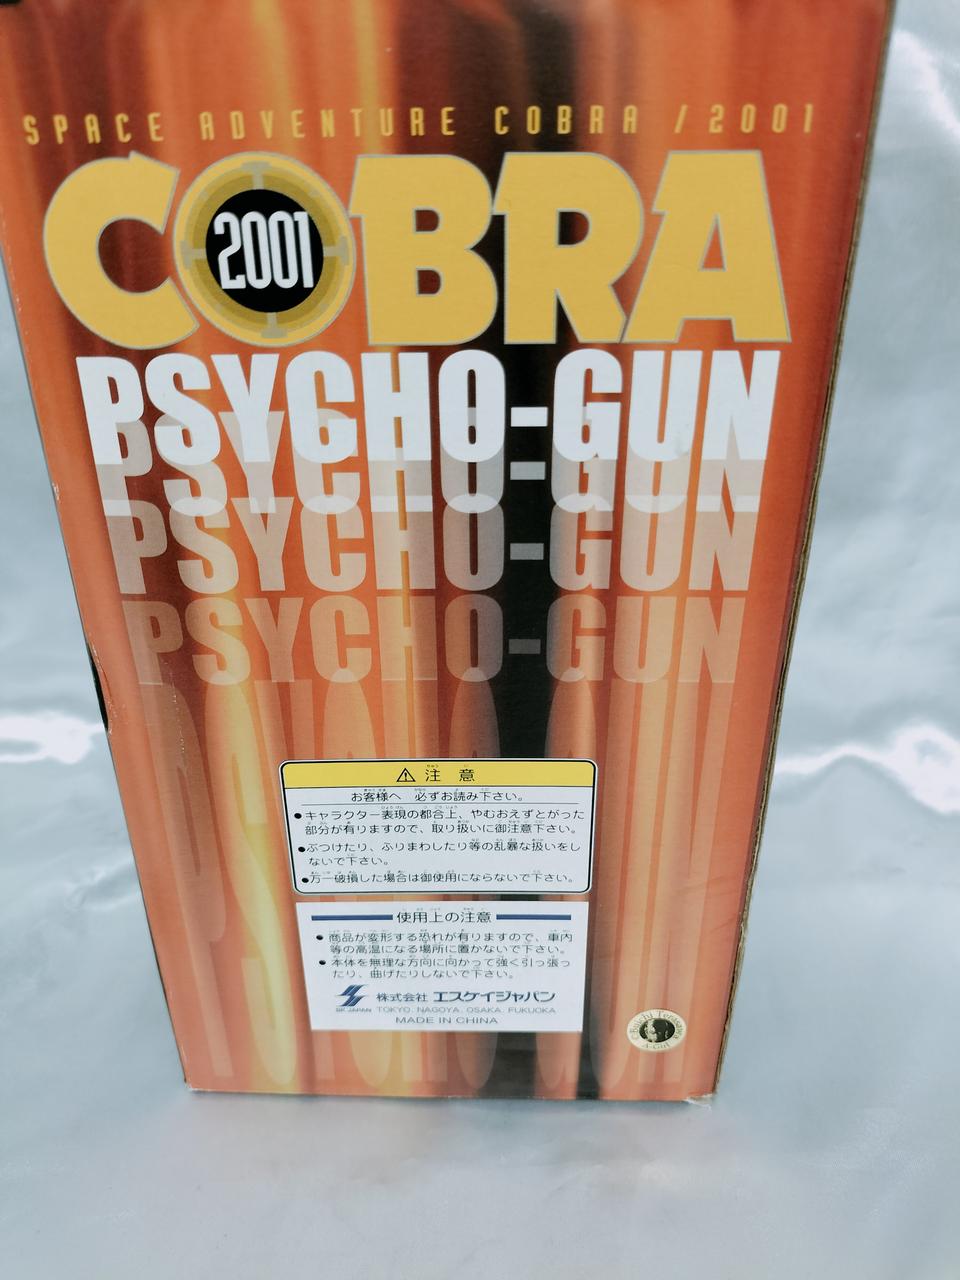 SPACE ADVENTURE COBRA / 2001
COBRA
2001
PSYCHO-GUN
PSYCHO-GUN
PSYCHO-GUN
PSYCHO-GUN
PSYCHO-GUN
⚠ 注 意
お客様へ 必ずお読み下さい。
●キャラクター表現の都合上、やむおえずとがった
部分が有りますので、取り扱いに御注意下さい。
●ぶつけたり、ふりまわしたり等の乱暴な扱いをし
ないで下さい。
●万一破損した場合は御使用にならないで下さい。
使用上の注意
●商品が変形する恐れが有りますので、車内
等の高温になる場所に置かないで下さい。
●本体を無理な方向に向かって強く引っ張っ
たり、曲げたりしないで下さい。
株式会社 エスケイジャパン
SK JAPAN TOKYO. NAGOYA. OSAKA. FUKUOKA
MADE IN CHINA
©Buichi Terasawa
A-Girl